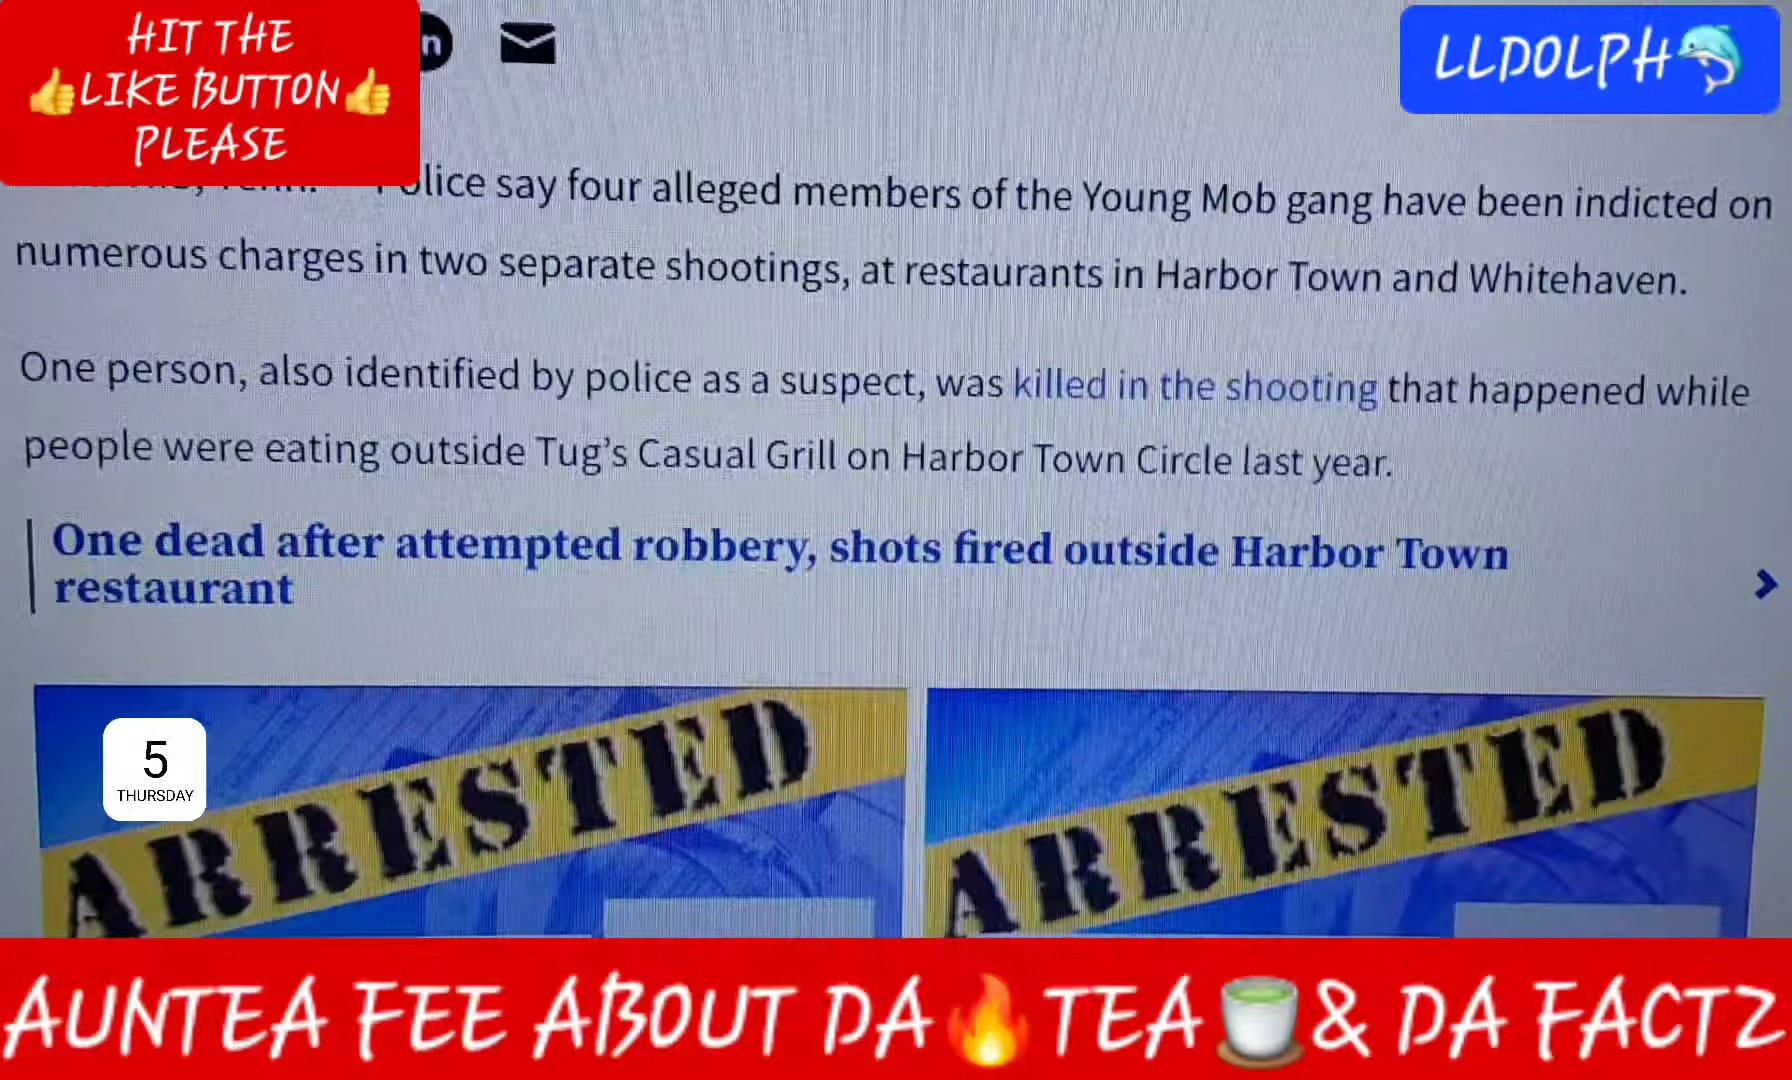 HIT THE
👍LIKE BUTTON👍
PLEASE
n
LLDOLPH🐬
Police say four alleged members of the Young Mob gang have been indicted on
numerous charges in two separate shootings, at restaurants in Harbor Town and Whitehaven.
One person, also identified by police as a suspect, was killed in the shooting that happened while
people were eating outside Tug’s Casual Grill on Harbor Town Circle last year.
One dead after attempted robbery, shots fired outside Harbor Town
restaurant
5
THURSDAY
ARRESTED
ARRESTED
AUNTEA FEE ABOUT DA🔥TEA🍵& DA FACTZ